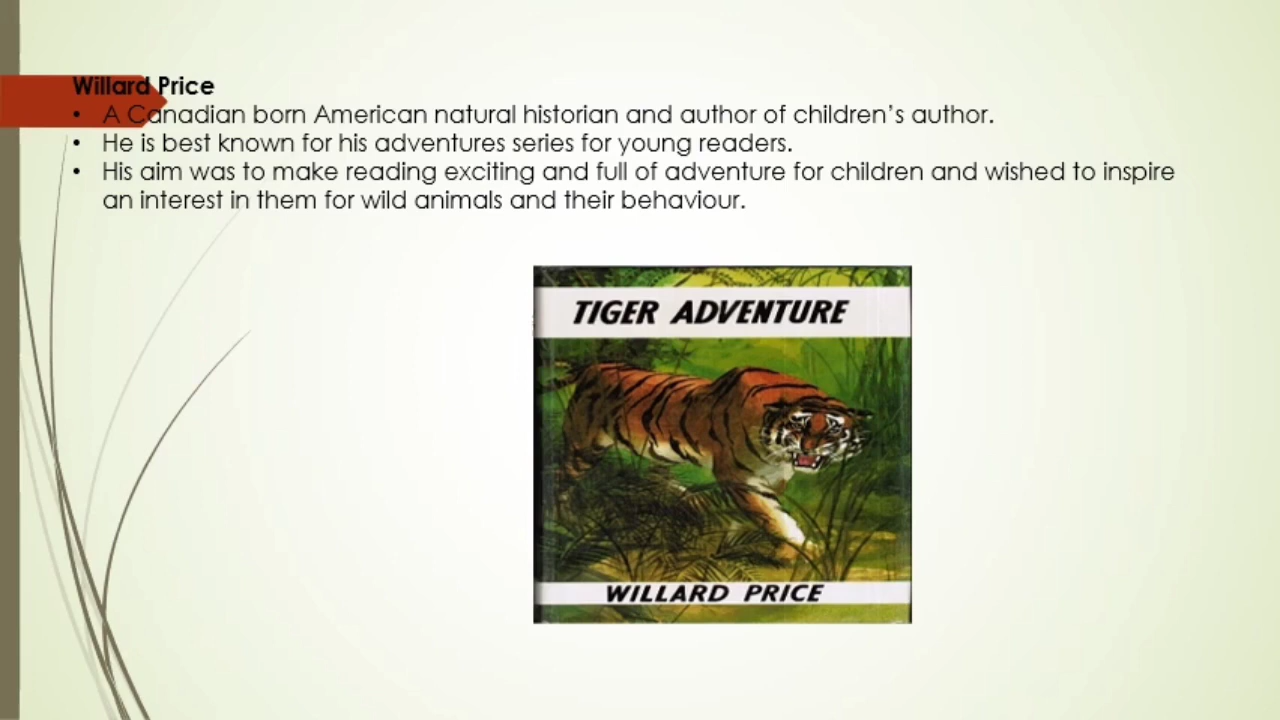 Willard Price
• A Canadian born American natural historian and author of children’s author.
• He is best known for his adventures series for young readers.
• His aim was to make reading exciting and full of adventure for children and wished to inspire
an interest in them for wild animals and their behaviour.
TIGER ADVENTURE
WILLARD PRICE